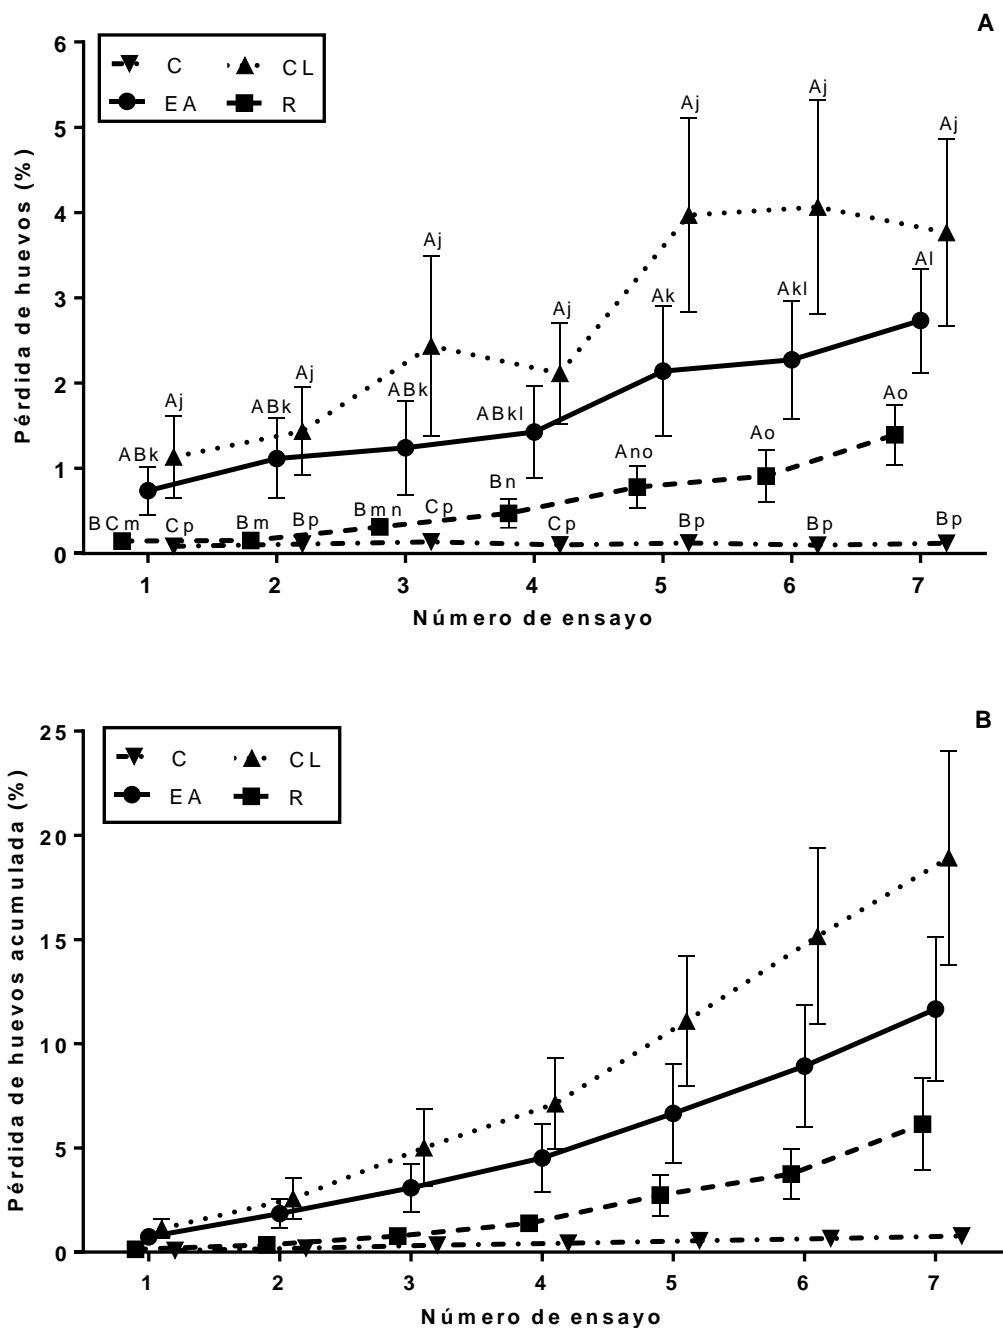 A
6
5
4
3
2
1
0
Pérdida de huevos (%)
C
CL
EA
R
Aj
Aj
Aj
Aj
Aj
Aj
Aj
ABk
ABk
ABk
ABkl
Ak
Akl
Al
BCm
Bm
Bmn
Bn
Ano
Ao
Ao
Cp
Bp
Cp
Cp
Bp
Bp
Bp
1 2 3 4 5 6 7
Número de ensayo
B
25
20
15
10
5
0
Pérdida de huevos acumulada (%)
C
CL
EA
R
1 2 3 4 5 6 7
Número de ensayo